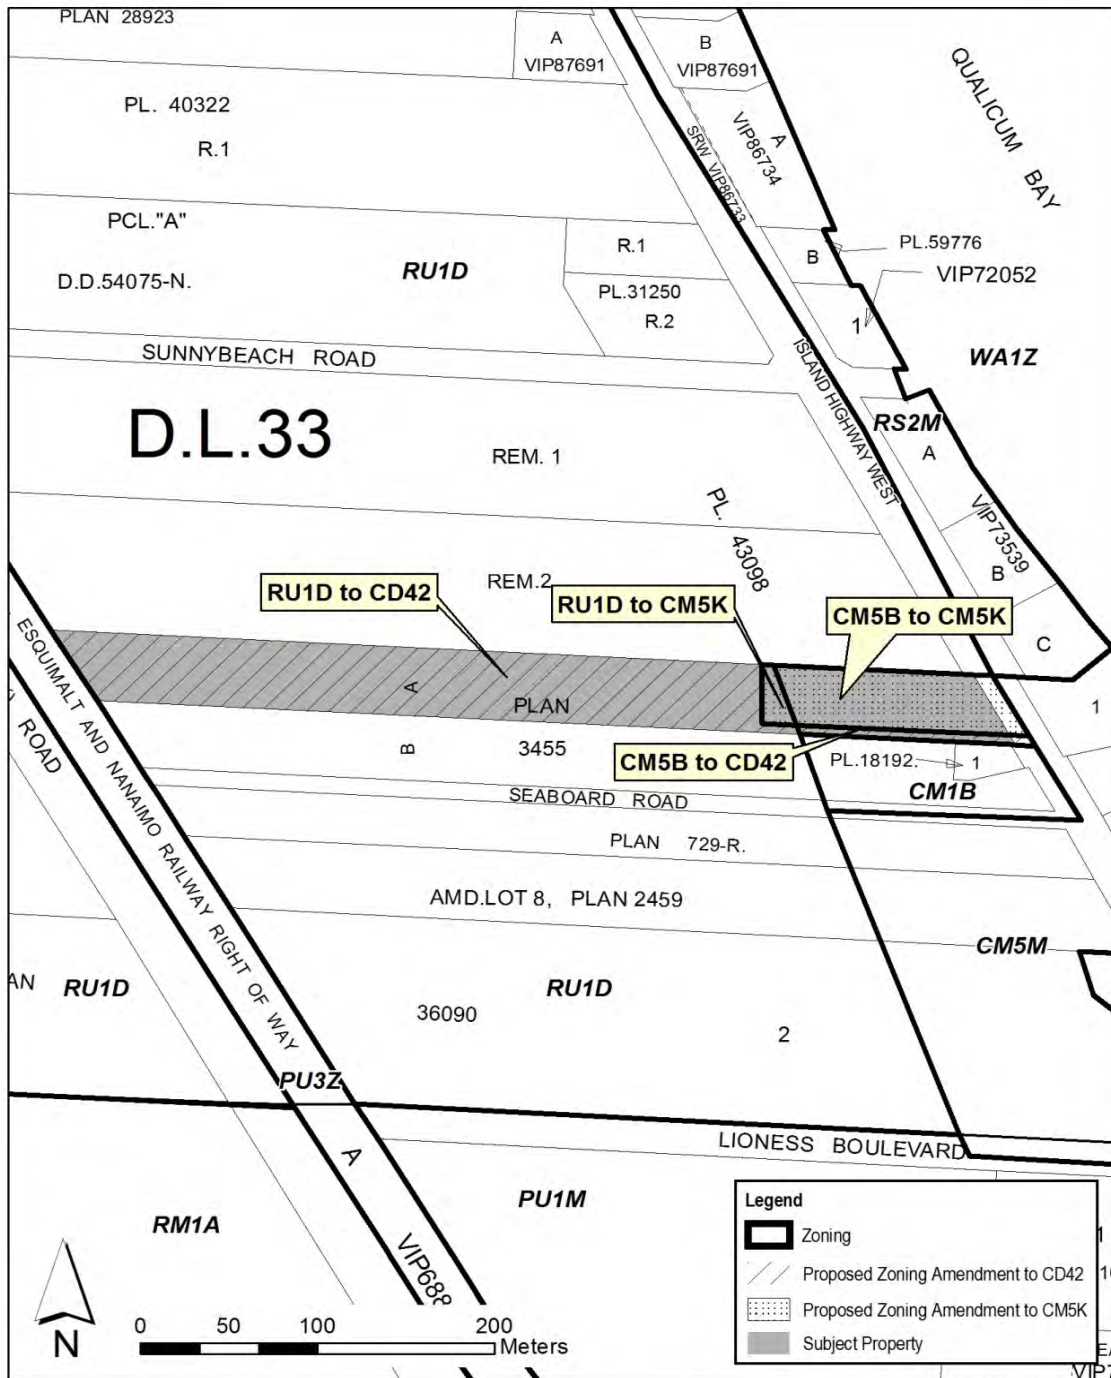 PLAN 28923
A
VIP87691
B
VIP87691
QUALICUM BAY
PL. 40322
R.1
A
VIP86734
SRW VIP86733
PCL."A"
D.D.54075-N.
RU1D
R.1
PL.31250
R.2
B
PL.59776
VIP72052
1
WA1Z
SUNNYBEACH ROAD
ISLAND HIGHWAY WEST
D.L.33
RS2M
A
REM. 1
PL. 43098
VIP73539
B
REM.2
RU1D to CD42
RU1D to CM5K
CM5B to CM5K
C
ESQUIMALT AND NANAIMO RAILWAY RIGHT OF WAY
ROAD
A
PLAN
B
3455
CM5B to CD42
PL.18192.
1
1
CM1B
SEABOARD ROAD
PLAN 729-R.
AMD.LOT 8, PLAN 2459
CM5M
AN
RU1D
RU1D
36090
2
PU3Z
LIONESS BOULEVARD
A
PU1M
RM1A
VIP688
Legend
Zoning
Proposed Zoning Amendment to CD42
Proposed Zoning Amendment to CM5K
Subject Property
1
N
0 50 100 200
Meters